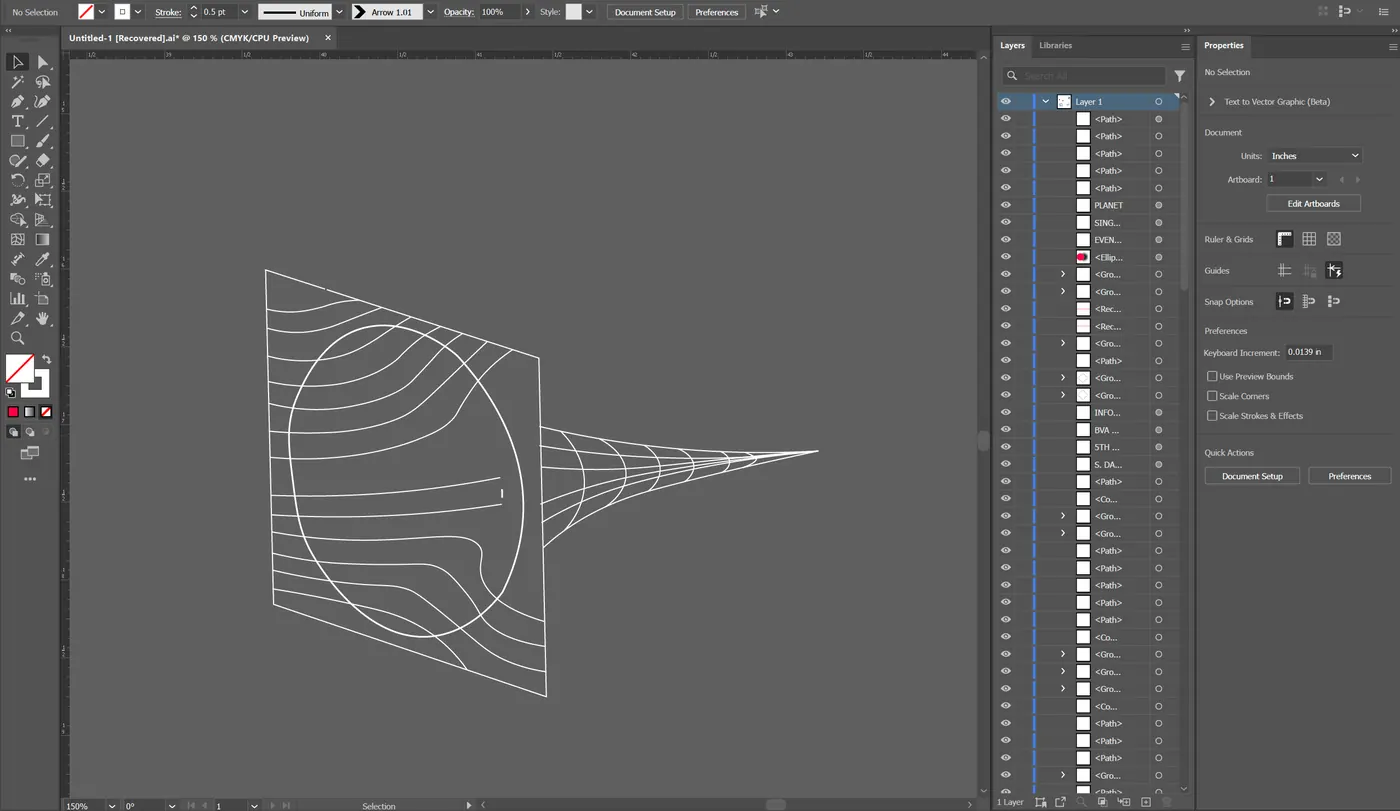 No Selection
Stroke:
0.5 pt
Uniform
Arrow 1.01
Opacity:
100%
Style:
Document Setup
Preferences
Untitled-1 [Recovered].ai* @ 150 % (CMYK/CPU Preview)
Layers
Libraries
Search All
Layer 1
<Path>
<Path>
<Path>
<Path>
<Path>
PLANET
SING...
EVEN...
<Ellip...
<Gro...
<Gro...
<Rec...
<Rec...
<Gro...
<Path>
<Gro...
<Gro...
INFO...
BVA ...
5TH ...
S. DA...
<Path>
<Co...
<Gro...
<Gro...
<Path>
<Path>
<Path>
<Path>
<Path>
<Co...
<Gro...
<Gro...
<Gro...
<Co...
<Path>
<Path>
<Path>
<Gro...
<Path>
1 Layer
Properties
No Selection
Text to Vector Graphic (Beta)
Document
Units:
Inches
Artboard:
1
Edit Artboards
Ruler & Grids
Guides
Snap Options
Preferences
Keyboard Increment:
0.0139 in
Use Preview Bounds
Scale Corners
Scale Strokes & Effects
Quick Actions
Document Setup
Preferences
150%
0°
1
Selection